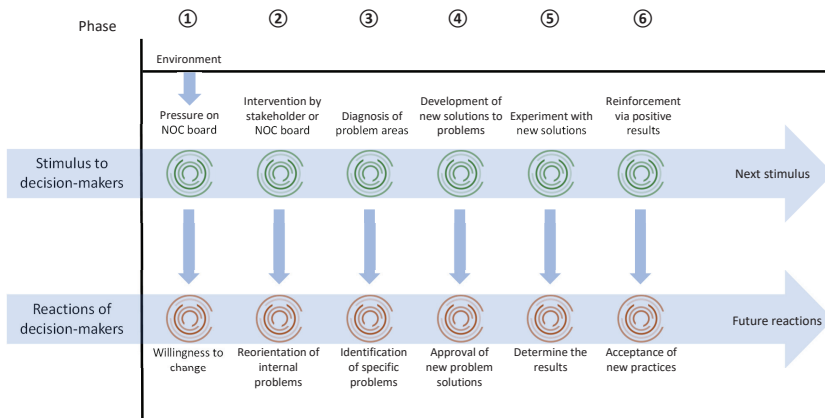 Phase
①
②
③
④
⑤
⑥
Environment
Pressure on
NOC board
Intervention by
stakeholder or
NOC board
Diagnosis of
problem areas
Development of
new solutions to
problems
Experiment with
new solutions
Reinforcement
via positive
results
Stimulus to
decision-makers
Next stimulus
Reactions of
decision-makers
Future reactions
Willingness to
change
Reorientation of
internal
problems
Identification
of specific
problems
Approval of
new problem
solutions
Determine the
results
Acceptance of
new practices